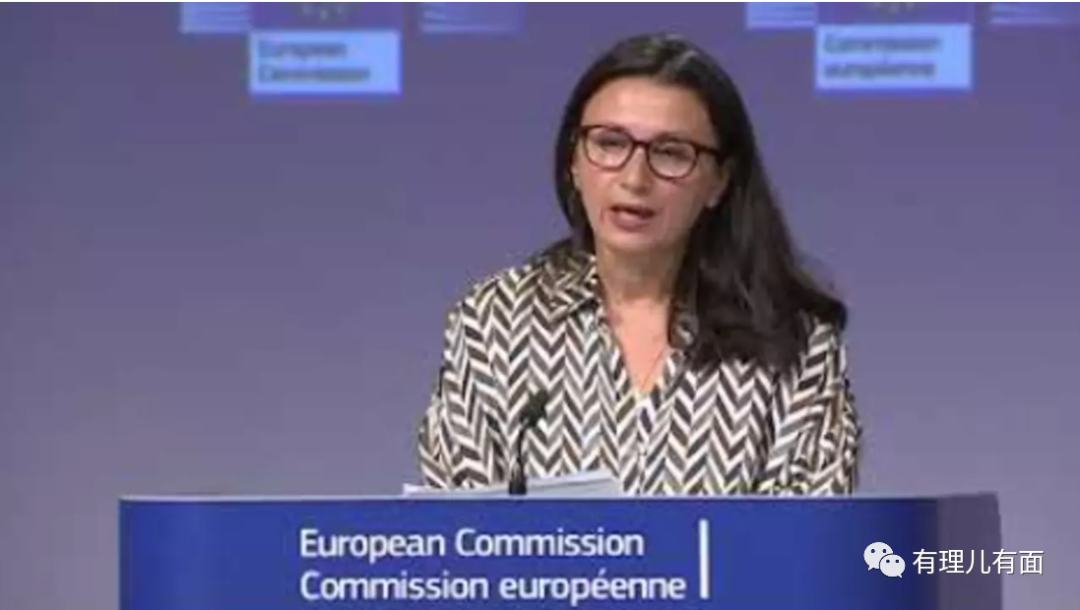 European
Commission
Commission
européenne
European Commission
Commission européenne
有理儿有面